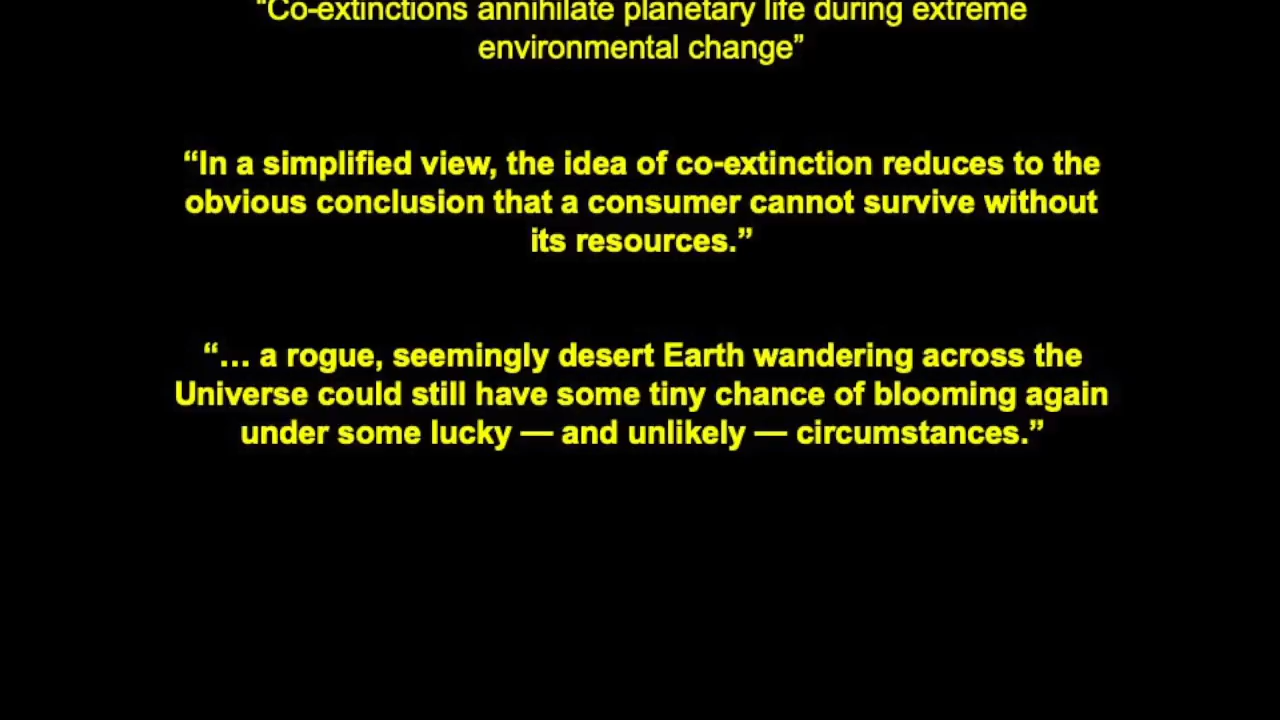 “Co-extinctions annihilate planetary life during extreme
environmental change”
“In a simplified view, the idea of co-extinction reduces to the
obvious conclusion that a consumer cannot survive without
its resources.”
“… a rogue, seemingly desert Earth wandering across the
Universe could still have some tiny chance of blooming again
under some lucky — and unlikely — circumstances.”